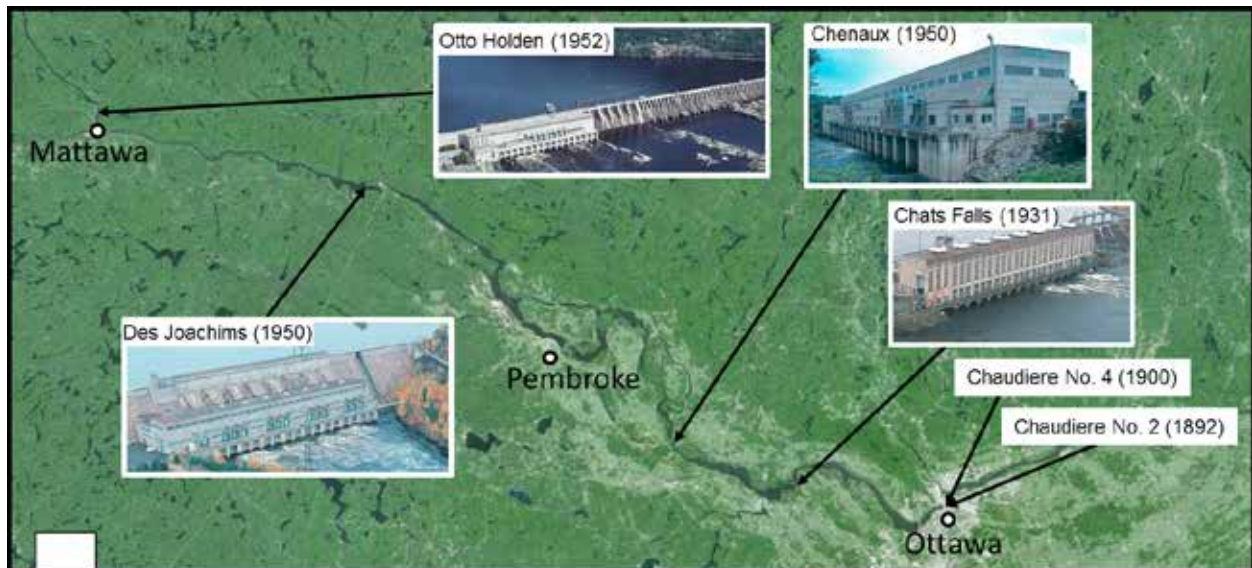 Otto Holden (1952)
Chenaux (1950)
Mattawa
Chats Falls (1931)
Des Joachims (1950)
Pembroke
Chaudiere No. 4 (1900)
Chaudiere No. 2 (1892)
Ottawa